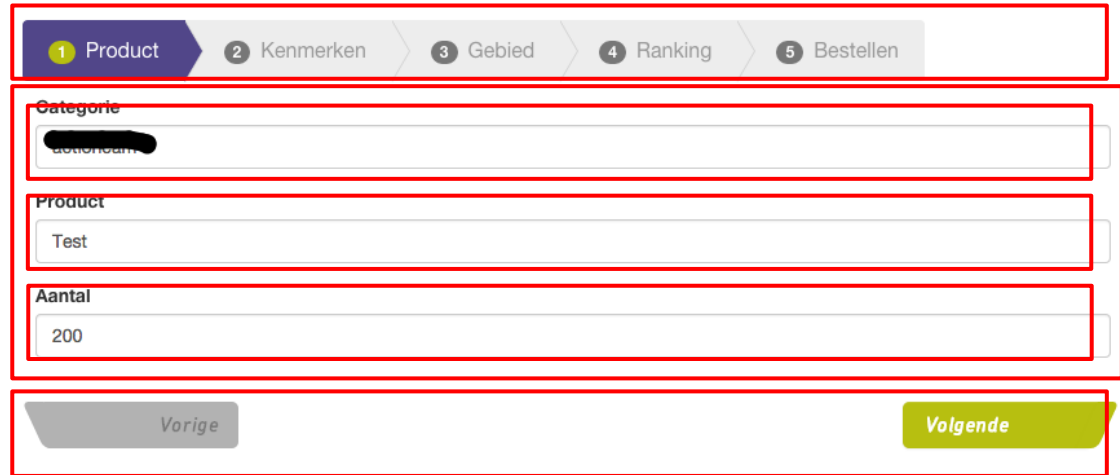 1 Product 2 Kenmerken 3 Gebied 4 Ranking 5 Bestellen
Categorie
Product
Test
Aantal
200
Vorige Volgende